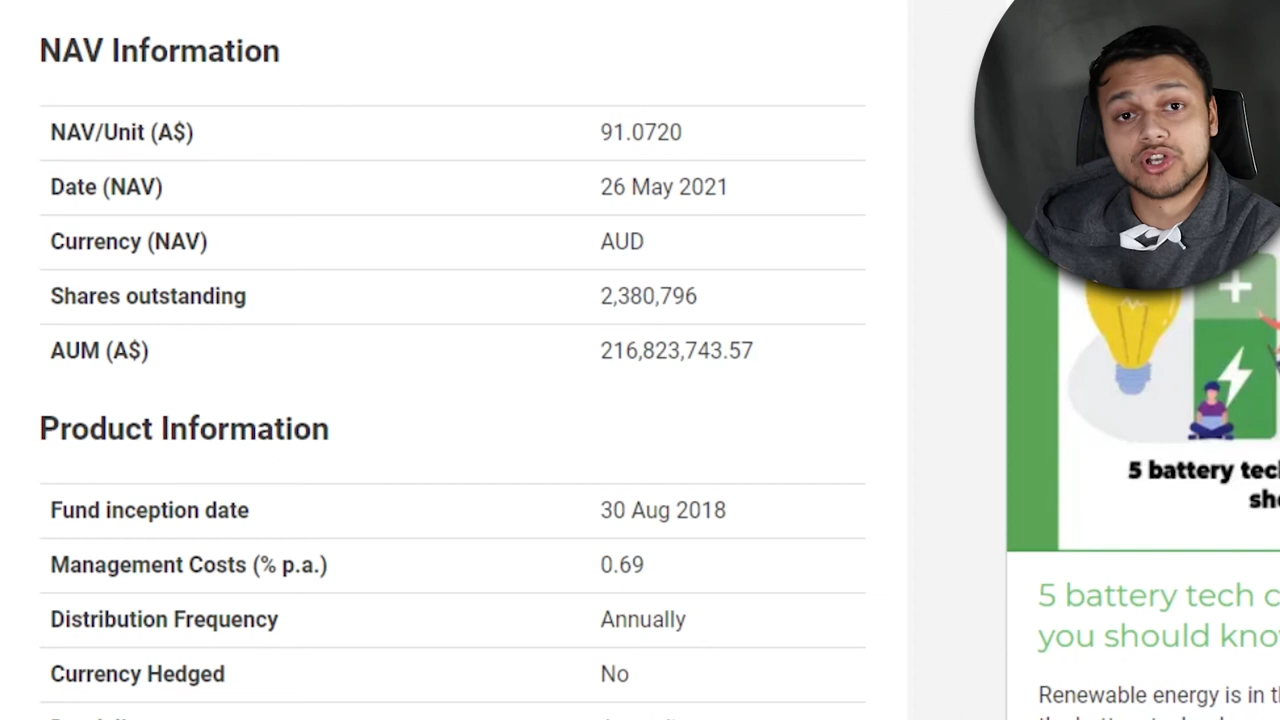 NAV Information
NAV/Unit (A$) 91.0720
Date (NAV) 26 May 2021
Currency (NAV) AUD
Shares outstanding 2,380,796
AUM (A$) 216,823,743.57
Product Information
Fund inception date 30 Aug 2018
Management Costs (% p.a.) 0.69
Distribution Frequency Annually
Currency Hedged No
5 battery
5 battery tech
you should
Renewable energy is in